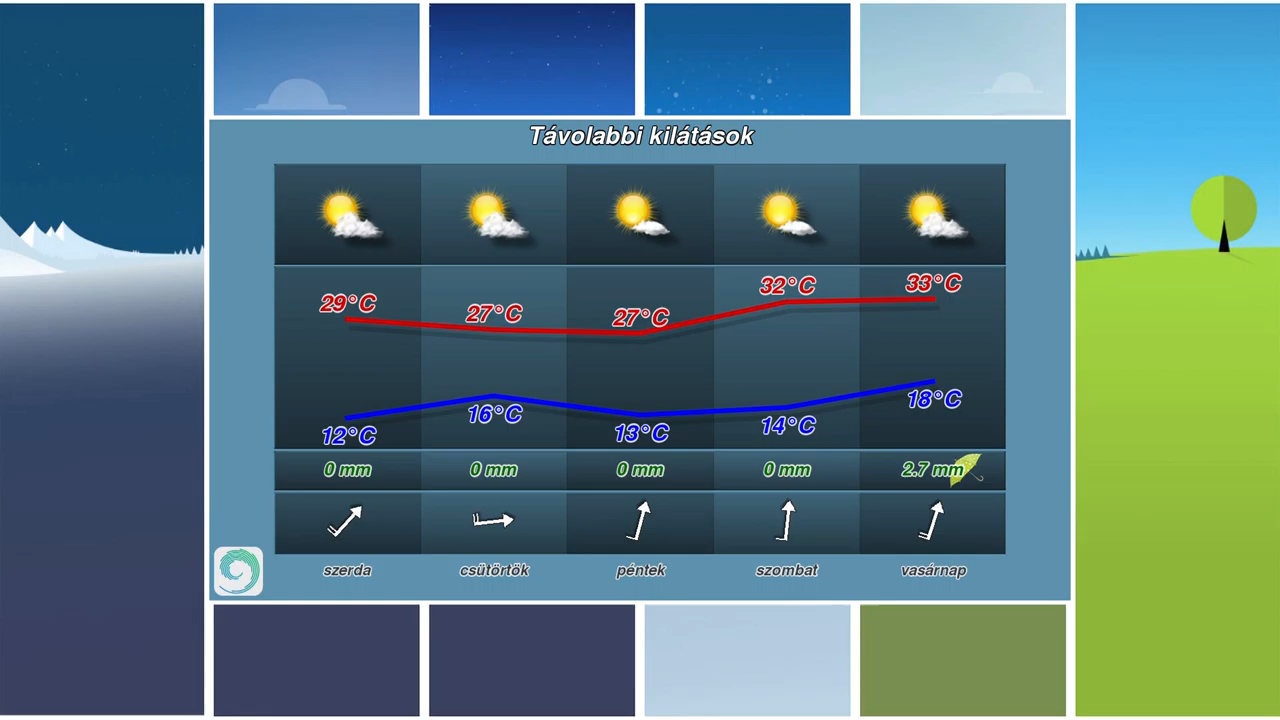 Távolabbi kilátások
29°C 27°C 27°C 32°C 33°C
12°C 16°C 13°C 14°C 18°C
0 mm 0 mm 0 mm 0 mm 2.7 mm
szerda csütörtök péntek szombat vasárnap